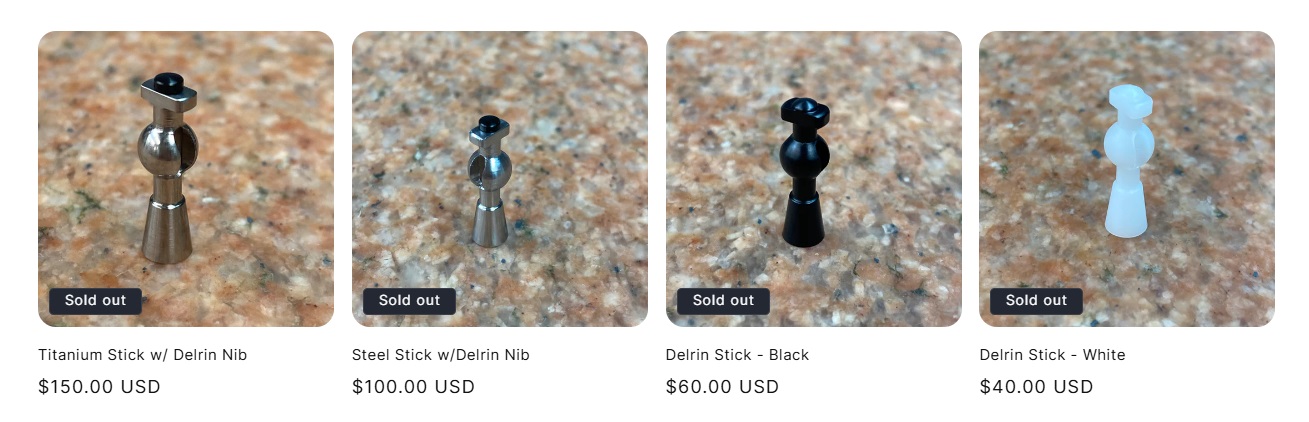 Sold out
Sold out
Sold out
Sold out
Titanium Stick w/ Delrin Nib
Steel Stick w/Delrin Nib
Delrin Stick - Black
Delrin Stick - White
$150.00 USD
$100.00 USD
$60.00 USD
$40.00 USD